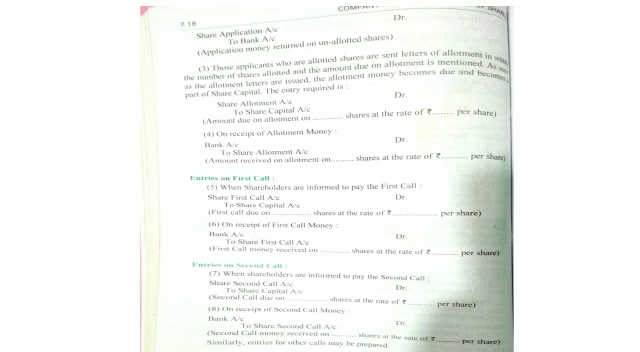 7.18
Dr.
Share Application A/c
To Bank A/c
(Application money returned on un-allotted shares)
(3) Those applicants who are allotted shares are sent letters of allotment in
the number of shares allotted and the amount due on allotment is mentioned. As
as the allotment letters are issued, the allotment money becomes due and becomes
part of Share Capital. The entry required is :
Share Allotment A/c Dr.
To Share Capital A/c
(Amount due on allotment on ............ shares at the rate of ₹........ per share)
(4) On receipt of Allotment Money :
Bank A/c Dr.
To Share Allotment A/c
(Amount received on allotment on.......... shares at the rate of ₹.......... per share)
Entries on First Call :
(5) When Shareholders are informed to pay the First Call :
Share First Call A/c Dr.
To Share Capital A/c
(First call due on ................ shares at the rate of ₹................... per share)
(6) On receipt of First Call Money :
Bank A/c Dr.
To Share First Call A/c
(First Call money received on ............ shares at the rate of ₹............ per share)
Entries on Second Call :
(7) When shareholders are informed to pay the Second Call :
Share Second Call A/c Dr.
To Share Capital A/c
(Second Call due on ................ shares at the rate of ₹............ per share)
(8) On receipt of Second Call Money :
Bank A/c Dr.
To Share Second Call A/c
(Second Call money received on ............ shares at the rate of ₹............ per share)
Similarly, entries for other calls may be prepared.